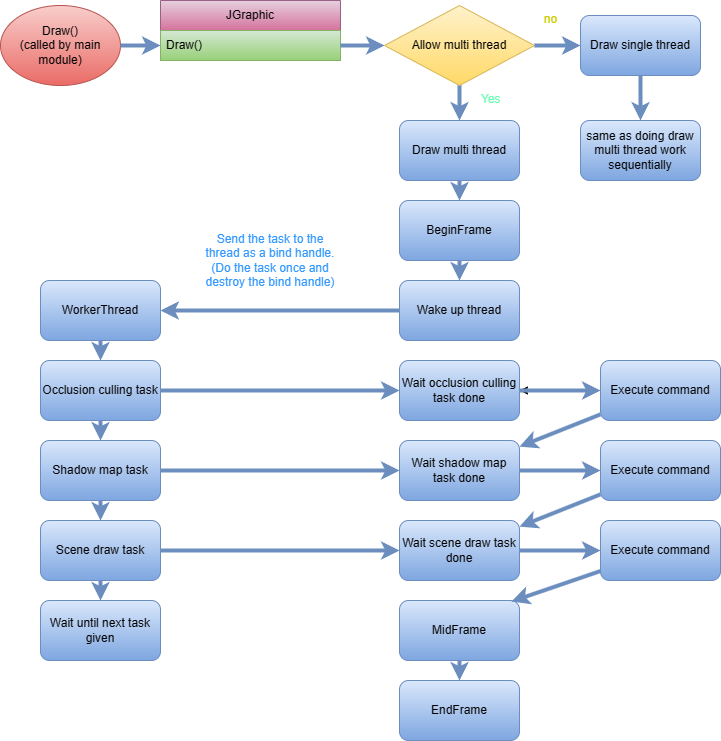 Draw()
(called by main
module)
JGraphic
Draw()
Allow multi thread
no
Draw single thread
Yes
Draw multi thread
same as doing draw
multi thread work
sequentially
BeginFrame
Send the task to the
thread as a bind handle.
(Do the task once and
destroy the bind handle)
WorkerThread
Wake up thread
Occlusion culling task
Wait occlusion culling
task done
Execute command
Shadow map task
Wait shadow map
task done
Execute command
Scene draw task
Wait scene draw task
done
Execute command
Wait until next task
given
MidFrame
EndFrame